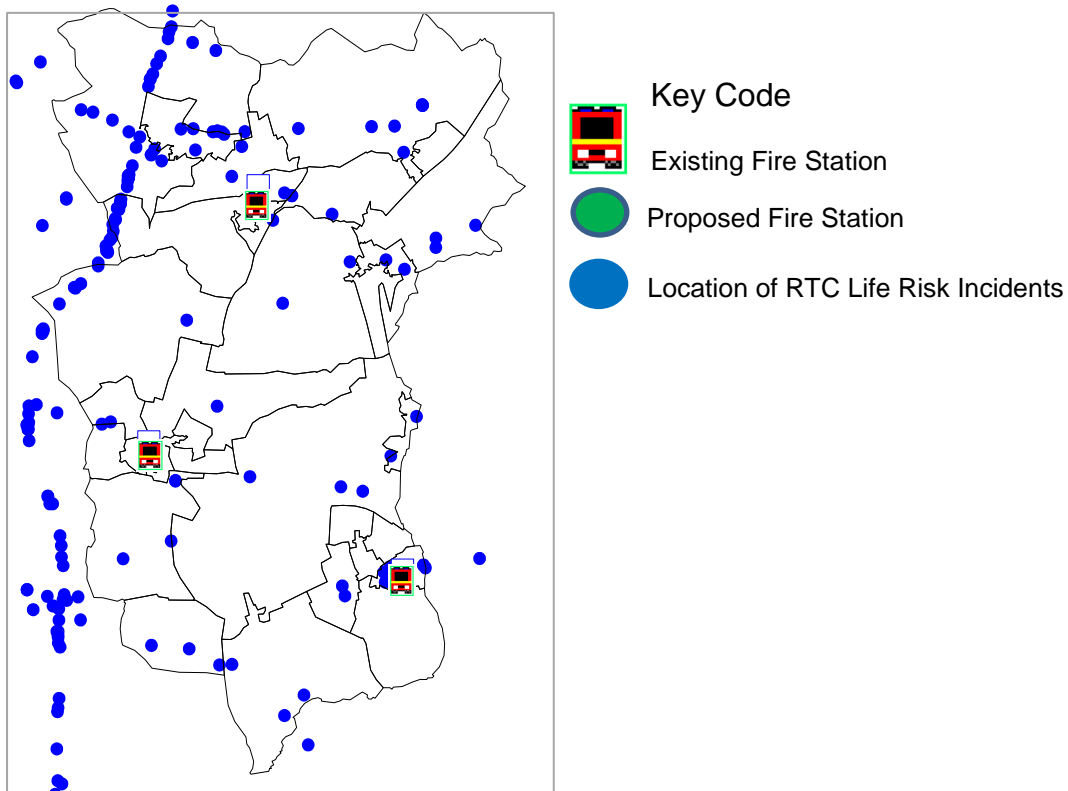 Key Code
Existing Fire Station
Proposed Fire Station
Location of RTC Life Risk Incidents